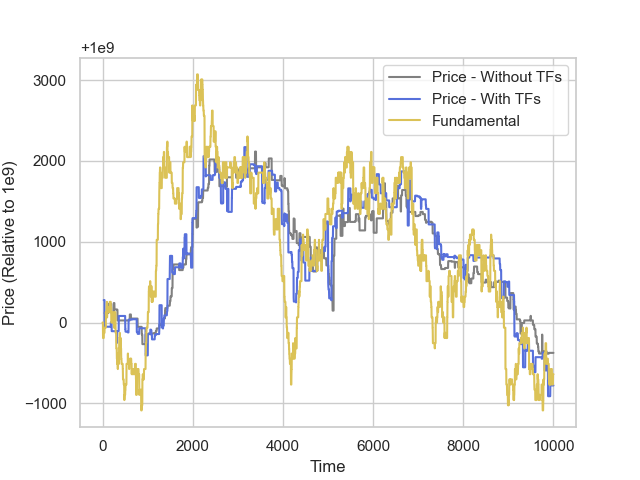 +1e9
Price - Without TFs
Price - With TFs
Fundamental
3000
2000
1000
0
−1000
Price (Relative to 1e9)
0
2000
4000
6000
8000
10000
Time